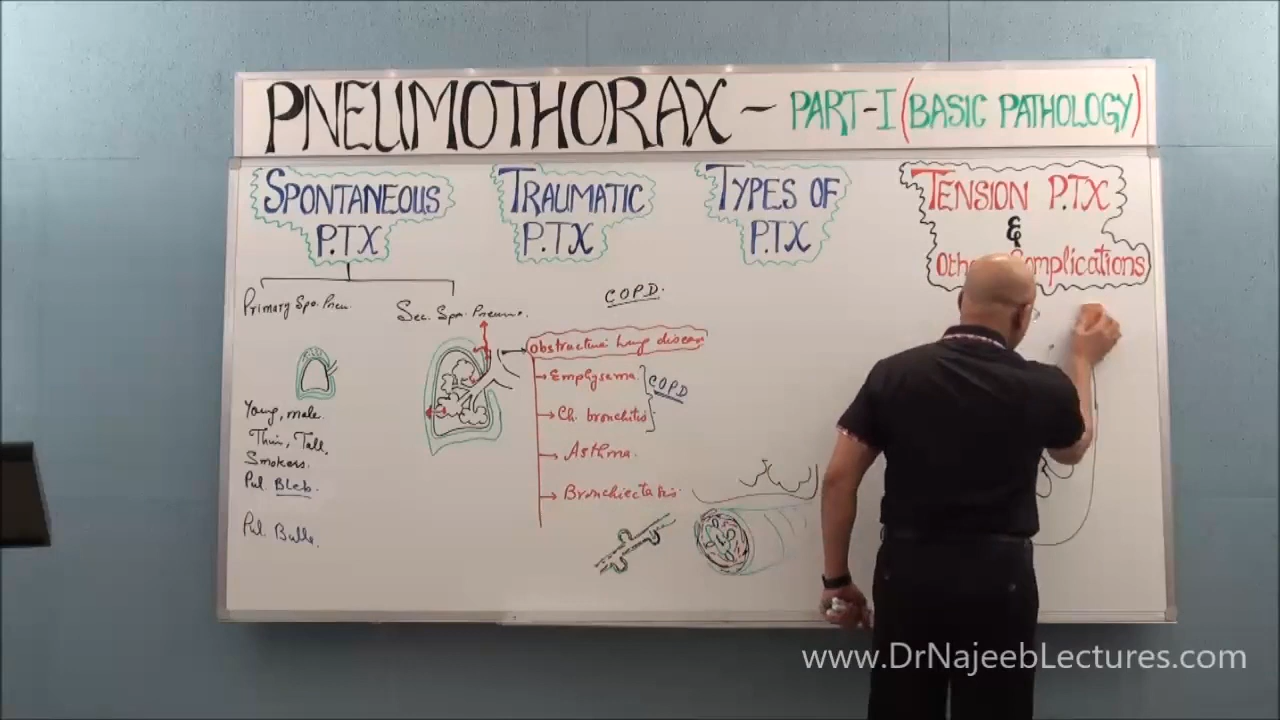 PNEUMOTHORAX – PART-I (BASIC PATHOLOGY)
SPONTANEOUS
P.TX
TRAUMATIC
P.TX
TYPES OF
P.TX
TENSION P.TX
&
Complications
Primary Spo. Pneu.
Sec. Spon. Pneumo.
COPD.
Obstructive Lung disease
Emphysema
Ch. bronchitis
COPD
Asthma.
Bronchiectasis.
Young, male.
Thin, Tall,
Smokers.
Pul. Bleb.
Pul. Bulla.
www.DrNajeebLectures.com